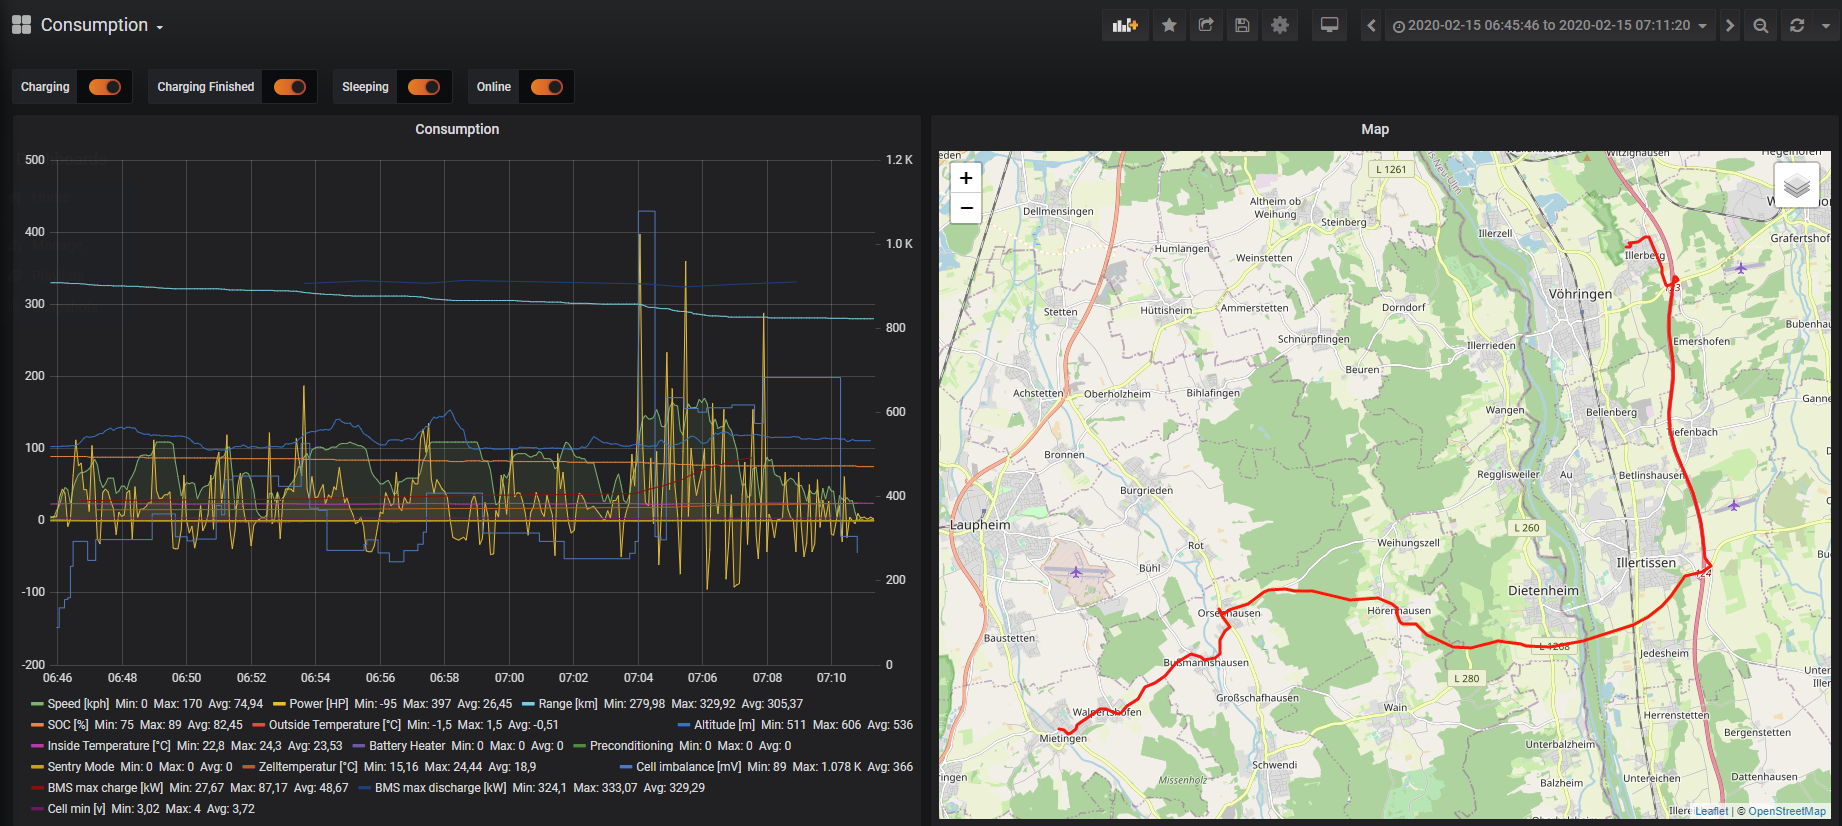 Consumption
2020-02-15 06:45:46 to 2020-02-15 07:11:20
Charging
Charging Finished
Sleeping
Online
Consumption
500
400
300
200
100
0
-100
-200
1.2 K
1.0 K
800
600
400
200
0
06:46 06:48 06:50 06:52 06:54 06:56 06:58 07:00 07:02 07:04 07:06 07:08 07:10
Speed [kph] Min: 0 Max: 170 Avg: 74,94 Power [HP] Min: -95 Max: 397 Avg: 26,45 Range [km] Min: 279,98 Max: 329,92 Avg: 305,37
SOC [%] Min: 75 Max: 89 Avg: 82,45 Outside Temperature [°C] Min: -1,5 Max: 1,5 Avg: -0,51 Altitude [m] Min: 511 Max: 606 Avg: 536
Inside Temperature [°C] Min: 22,8 Max: 24,3 Avg: 23,53 Battery Heater Min: 0 Max: 0 Avg: 0 Preconditioning Min: 0 Max: 0 Avg: 0
Sentry Mode Min: 0 Max: 0 Avg: 0 Zelltemperatur [°C] Min: 15,16 Max: 24,44 Avg: 18,9 Cell imbalance [mV] Min: 89 Max: 1.078 K Avg: 366
BMS max charge [kW] Min: 27,67 Max: 87,17 Avg: 48,67 BMS max discharge [kW] Min: 324,1 Max: 333,07 Avg: 329,29
Cell min [v] Min: 3,02 Max: 4 Avg: 3,72
Map
+
−
eden
L 1261
Neu Ulm
Witzighausen
Dellmensingen
Altheim ob
Weihung
Steinberg
Illerzell
Grafertshof
Humlangen
Weinstetten
Illerberg
Vöhringen
Stetten
Hüttisheim
Ammerstetten
Dorndorf
Schnürpflingen
Illerrieden
Emershofen
Bubenhau
Beuren
Achstetten
Oberholzheim
Bihlafingen
Wangen
Bellenberg
Ganne
Tiefenbach
Bronnen
Regglisweiler
Au
Betlinshausen
Burgrieden
Laupheim
L 260
Rot
Weihungszell
Bühl
Illertissen
124
Dietenheim
Orsenhausen
Hörenhausen
Baustetten
L 1268
Bußmannshausen
Jedesheim
L 280
Großschafhausen
Walpertshofen
Wain
Herrenstetten
Mietingen
Bergenstetten
Unterbalzheim
Schwendi
Missenholz
ringen
Balzheim
Untereichen
Dattenhausen
Leaflet | © OpenStreetMap